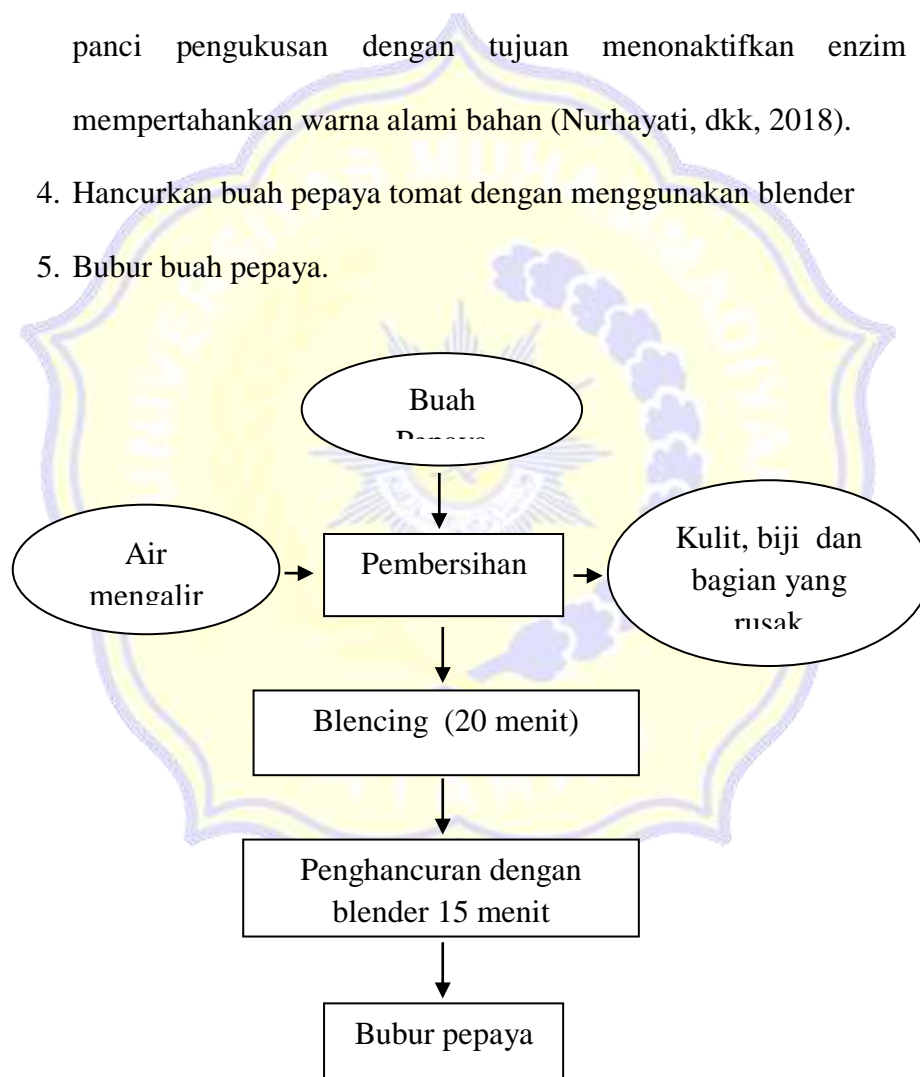 panci pengukusan dengan tujuan menonaktifkan enzim
mempertahankan warna alami bahan (Nurhayati, dkk, 2018).
4. Hancurkan buah pepaya tomat dengan menggunakan blender
5. Bubur buah pepaya.
Buah
Air
mengalir
Pembersihan
Kulit, biji dan
bagian yang
rusak
Blencing (20 menit)
Penghancuran dengan
blender 15 menit
Bubur pepaya